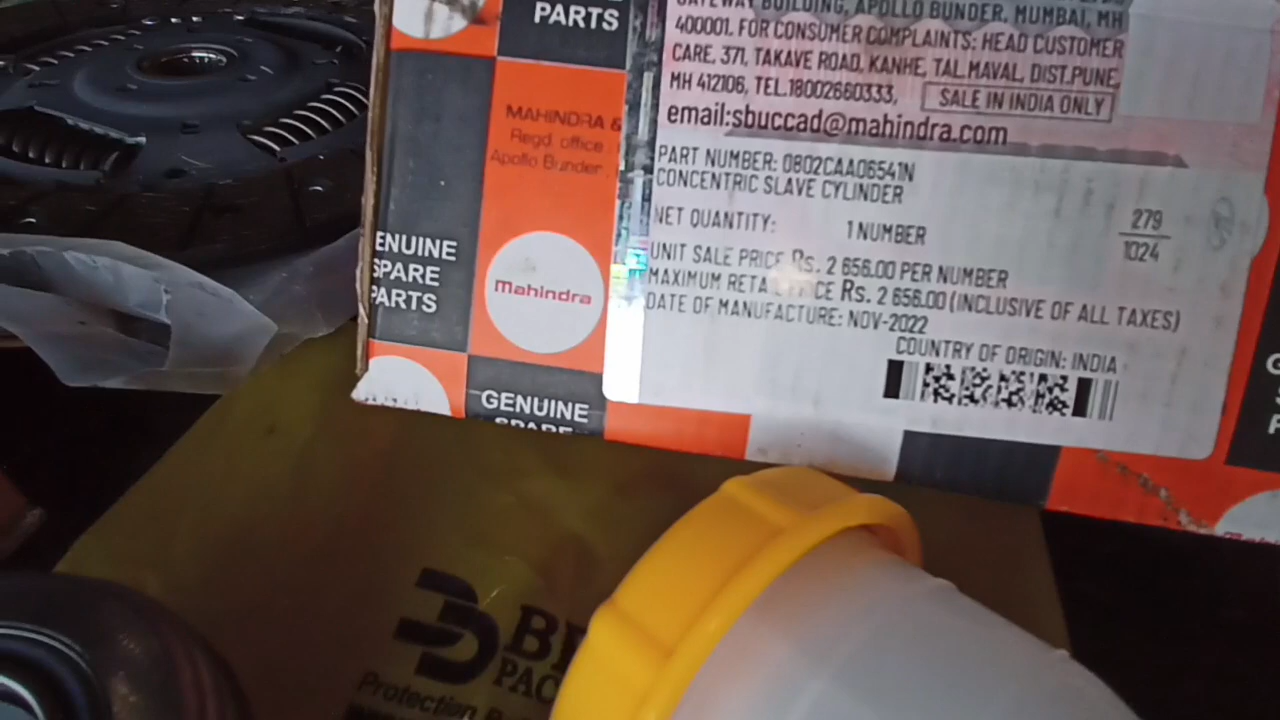 PARTS
GATEWAY BUILDING, APOLLO BUNDER, MUMBAI, MH
400001. FOR CONSUMER COMPLAINTS: HEAD CUSTOMER
CARE, 371, TAKAVE ROAD, KANHE, TAL.MAVAL, DIST.PUNE,
MH 412106, TEL.18002660333,
SALE IN INDIA ONLY
email:sbuccad@mahindra.com
MAHINDRA &
Regd. office
Apollo Bunder,
PART NUMBER: 0802CAA06541N
CONCENTRIC SLAVE CYLINDER
NET QUANTITY: 1 NUMBER
279
1024
UNIT SALE PRICE Rs. 2 656.00 PER NUMBER
MAXIMUM RETAIL PRICE Rs. 2 656.00 (INCLUSIVE OF ALL TAXES)
DATE OF MANUFACTURE: NOV-2022
COUNTRY OF ORIGIN: INDIA
ENUINE
SPARE
PARTS
Mahindra
GENUINE
SPARE
PAC
Protection